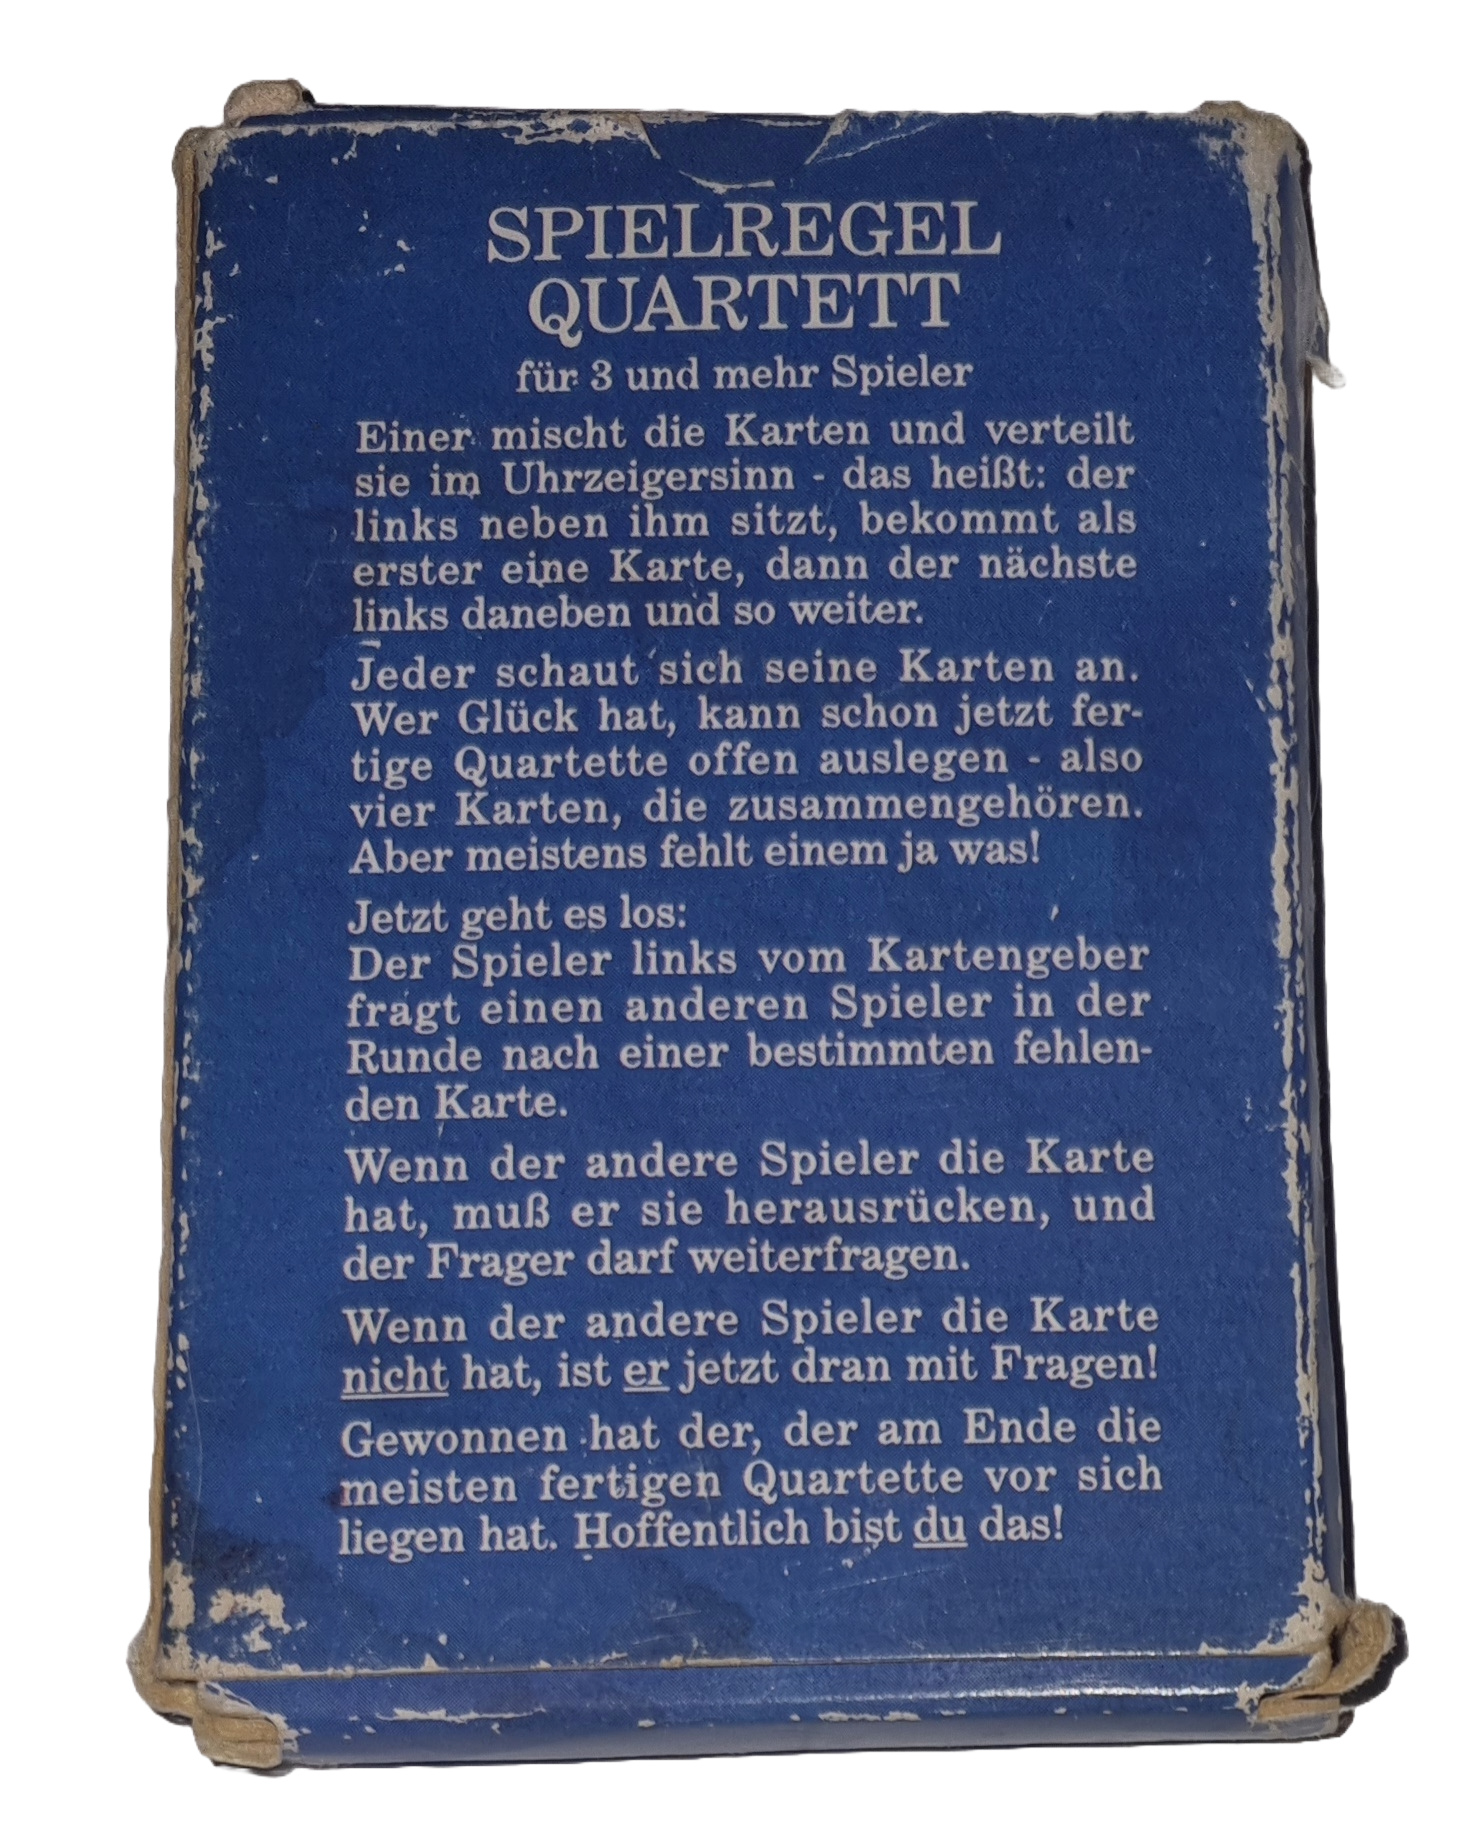 SPIELREGEL
QUARTETT
für 3 und mehr Spieler
Einer mischt die Karten und verteilt
sie im Uhrzeigersinn - das heißt: der
links neben ihm sitzt, bekommt als
erster eine Karte, dann der nächste
links daneben und so weiter.
Jeder schaut sich seine Karten an.
Wer Glück hat, kann schon jetzt fer-
tige Quartette offen auslegen - also
vier Karten, die zusammengehören.
Aber meistens fehlt einem ja was!
Jetzt geht es los:
Der Spieler links vom Kartengeber
fragt einen anderen Spieler in der
Runde nach einer bestimmten fehlen-
den Karte.
Wenn der andere Spieler die Karte
hat, muß er sie herausrücken, und
der Frager darf weiterfragen.
Wenn der andere Spieler die Karte
nicht hat, ist er jetzt dran mit Fragen!
Gewonnen hat der, der am Ende die
meisten fertigen Quartette vor sich
liegen hat. Hoffentlich bist du das!